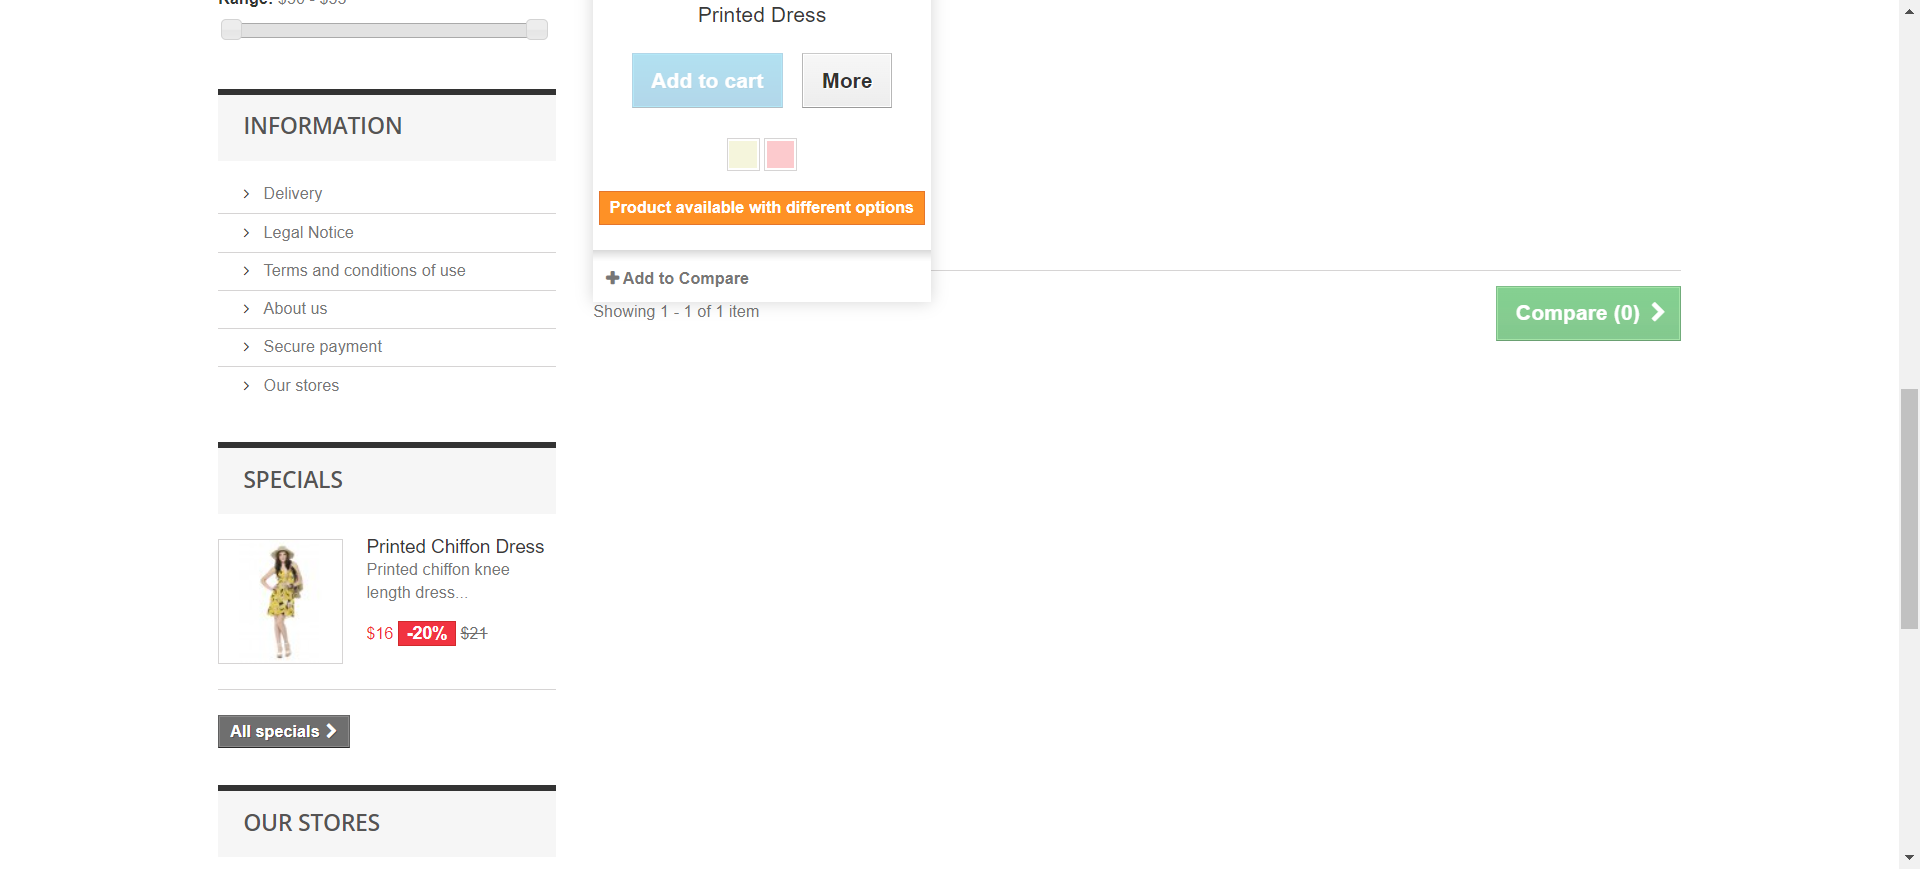 Range: $50 - $53
INFORMATION
Delivery
Legal Notice
Terms and conditions of use
About us
Secure payment
Our stores
SPECIALS
Printed Chiffon Dress
Printed chiffon knee
length dress...
$16 -20% $21
All specials
OUR STORES
Printed Dress
Add to cart More
Product available with different options
Add to Compare
Showing 1 - 1 of 1 item
Compare (0)